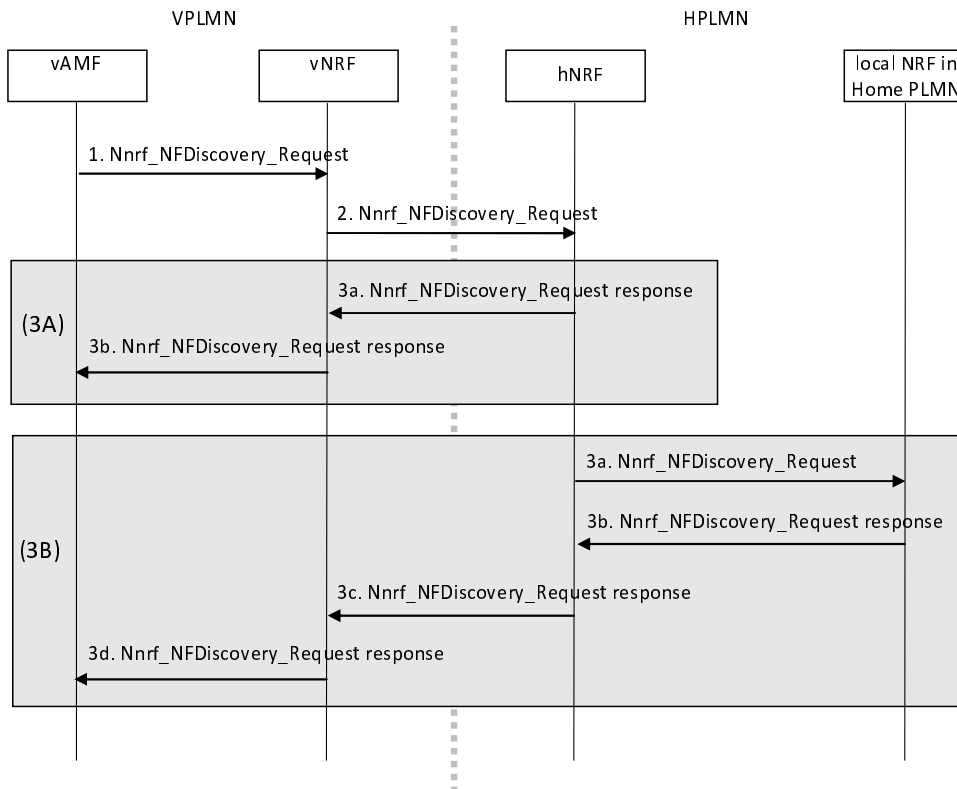 VPLMN
HPLMN
vAMF
vNRF
hNRF
local NRF in
Home PLMN
1. Nnrf_NFDiscovery_Request
2. Nnrf_NFDiscovery_Request
(3A)
3a. Nnrf_NFDiscovery_Request response
3b. Nnrf_NFDiscovery_Request response
(3B)
3a. Nnrf_NFDiscovery_Request
3b. Nnrf_NFDiscovery_Request response
3c. Nnrf_NFDiscovery_Request response
3d. Nnrf_NFDiscovery_Request response